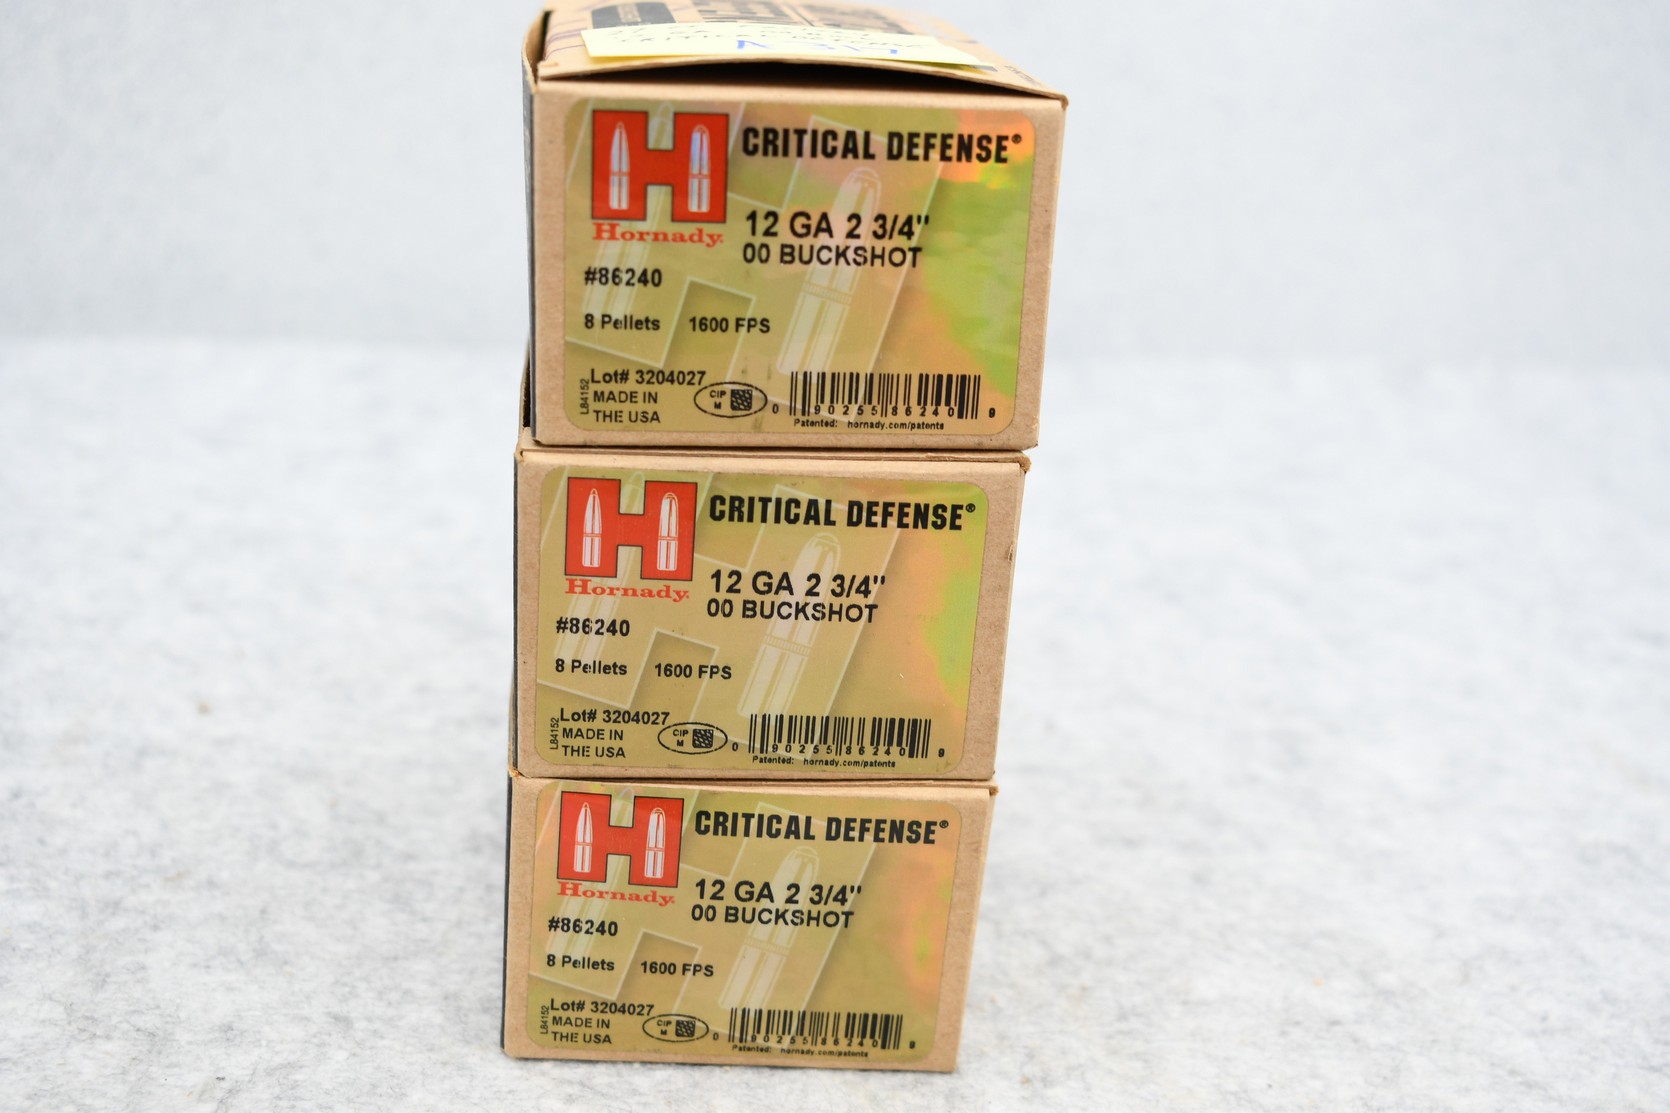 CRITICAL DEFENSE®
12 GA 2 3/4"
00 BUCKSHOT
Hornady
#86240
8 Pellets 1600 FPS
L84152
Lot# 3204027
MADE IN
THE USA
CIP
M
0 90255 86240 9
Patented: hornady.com/patents
CRITICAL DEFENSE®
12 GA 2 3/4"
00 BUCKSHOT
Hornady
#86240
8 Pellets 1600 FPS
L84152
Lot# 3204027
MADE IN
THE USA
CIP
M
0 90255 86240 9
Patented: hornady.com/patents
CRITICAL DEFENSE®
12 GA 2 3/4"
00 BUCKSHOT
Hornady
#86240
8 Pellets 1600 FPS
L84152
Lot# 3204027
MADE IN
THE USA
CIP
M
0 90255 86240 9
Patented: hornady.com/patents